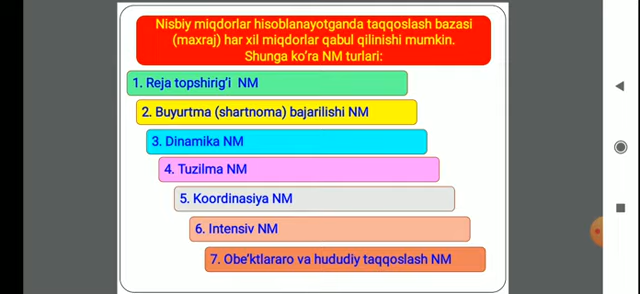 Nisbiy miqdorlar hisoblanayotganda taqqoslash bazasi
(maxraj) har xil miqdorlar qabul qilinishi mumkin.
Shunga ko’ra NM turlari:
1. Reja topshirig’i NM
2. Buyurtma (shartnoma) bajarilishi NM
3. Dinamika NM
4. Tuzilma NM
5. Koordinasiya NM
6. Intensiv NM
7. Obe’ktlararo va hududiy taqqoslash NM